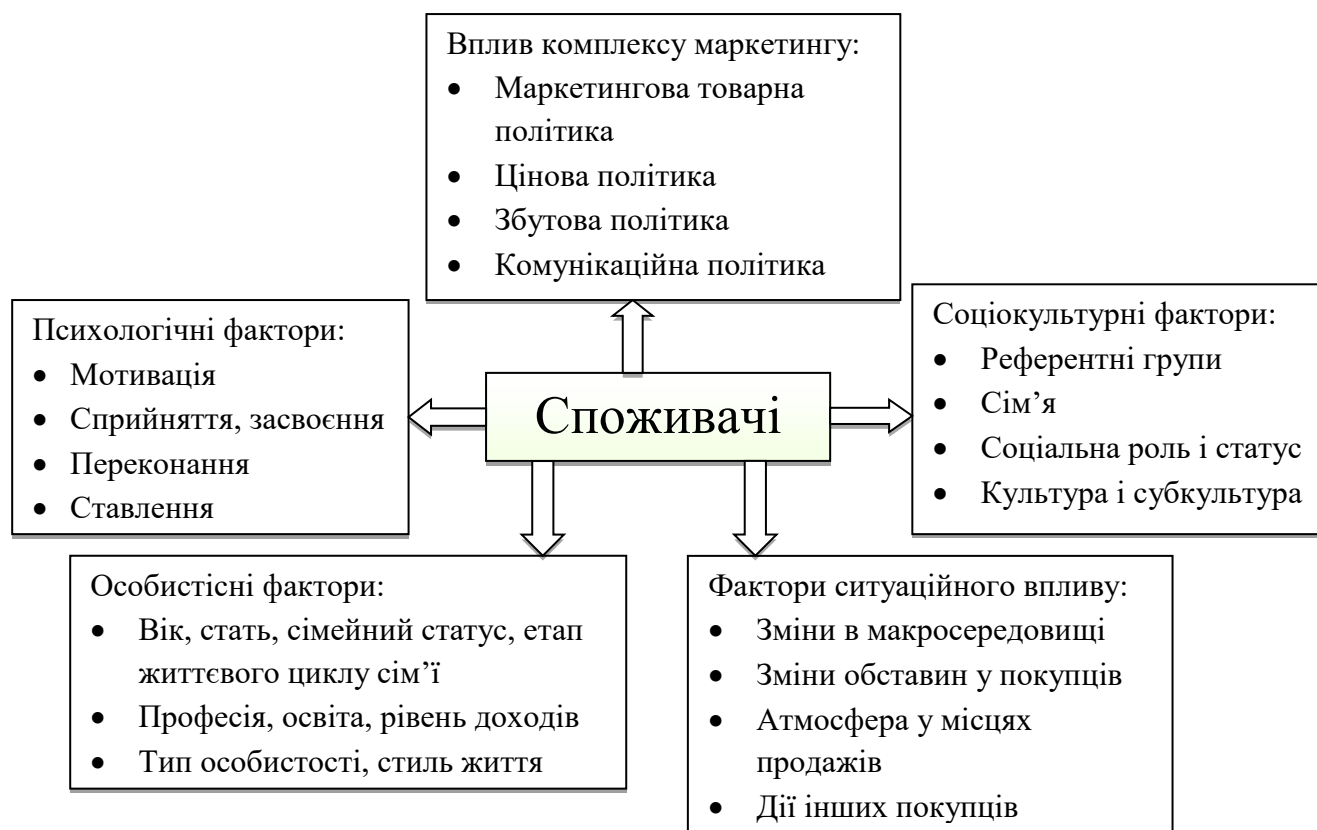 Вплив комплексу маркетингу:
• Маркетингова товарна
політика
• Цінова політика
• Збутова політика
• Комунікаційна політика
Психологічні фактори:
• Мотивація
• Сприйняття, засвоєння
• Переконання
• Ставлення
Споживачі
Соціокультурні фактори:
• Референтні групи
• Сім’я
• Соціальна роль і статус
• Культура і субкультура
Особистісні фактори:
• Вік, стать, сімейний статус, етап
життєвого циклу сім’ї
• Професія, освіта, рівень доходів
• Тип особистості, стиль життя
Фактори ситуаційного впливу:
• Зміни в макросередовищі
• Зміни обставин у покупців
• Атмосфера у місцях
продажів
• Дії інших покупців